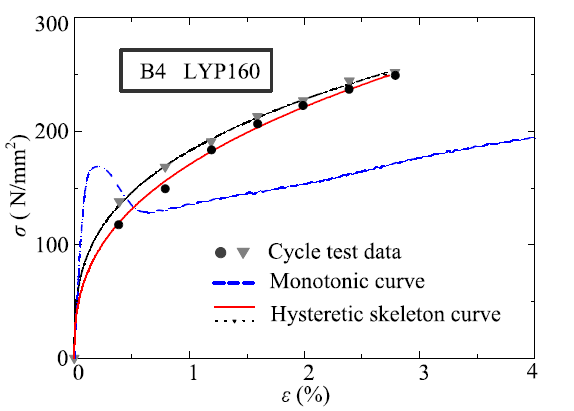 300
B4 LYP160
200
σ ( N/mm²)
100
Cycle test data
Monotonic curve
Hysteretic skeleton curve
0
0 1 2 3 4
ε (%)